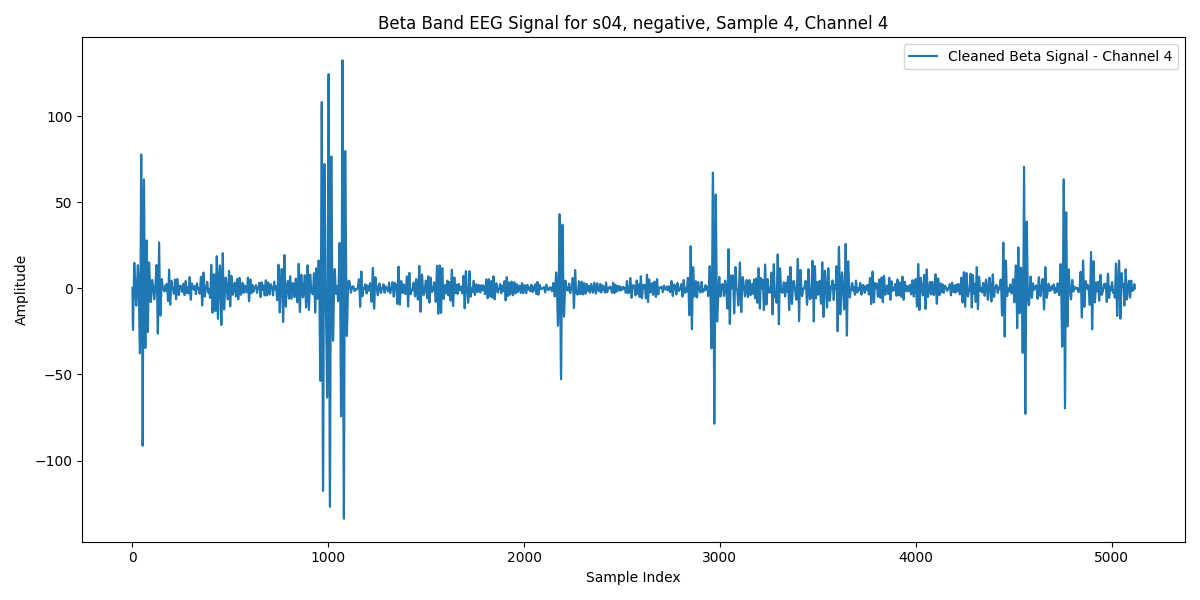 Beta Band EEG Signal for s04, negative, Sample 4, Channel 4
Cleaned Beta Signal - Channel 4
Amplitude
100
50
0
−50
−100
0
1000
2000
3000
4000
5000
Sample Index